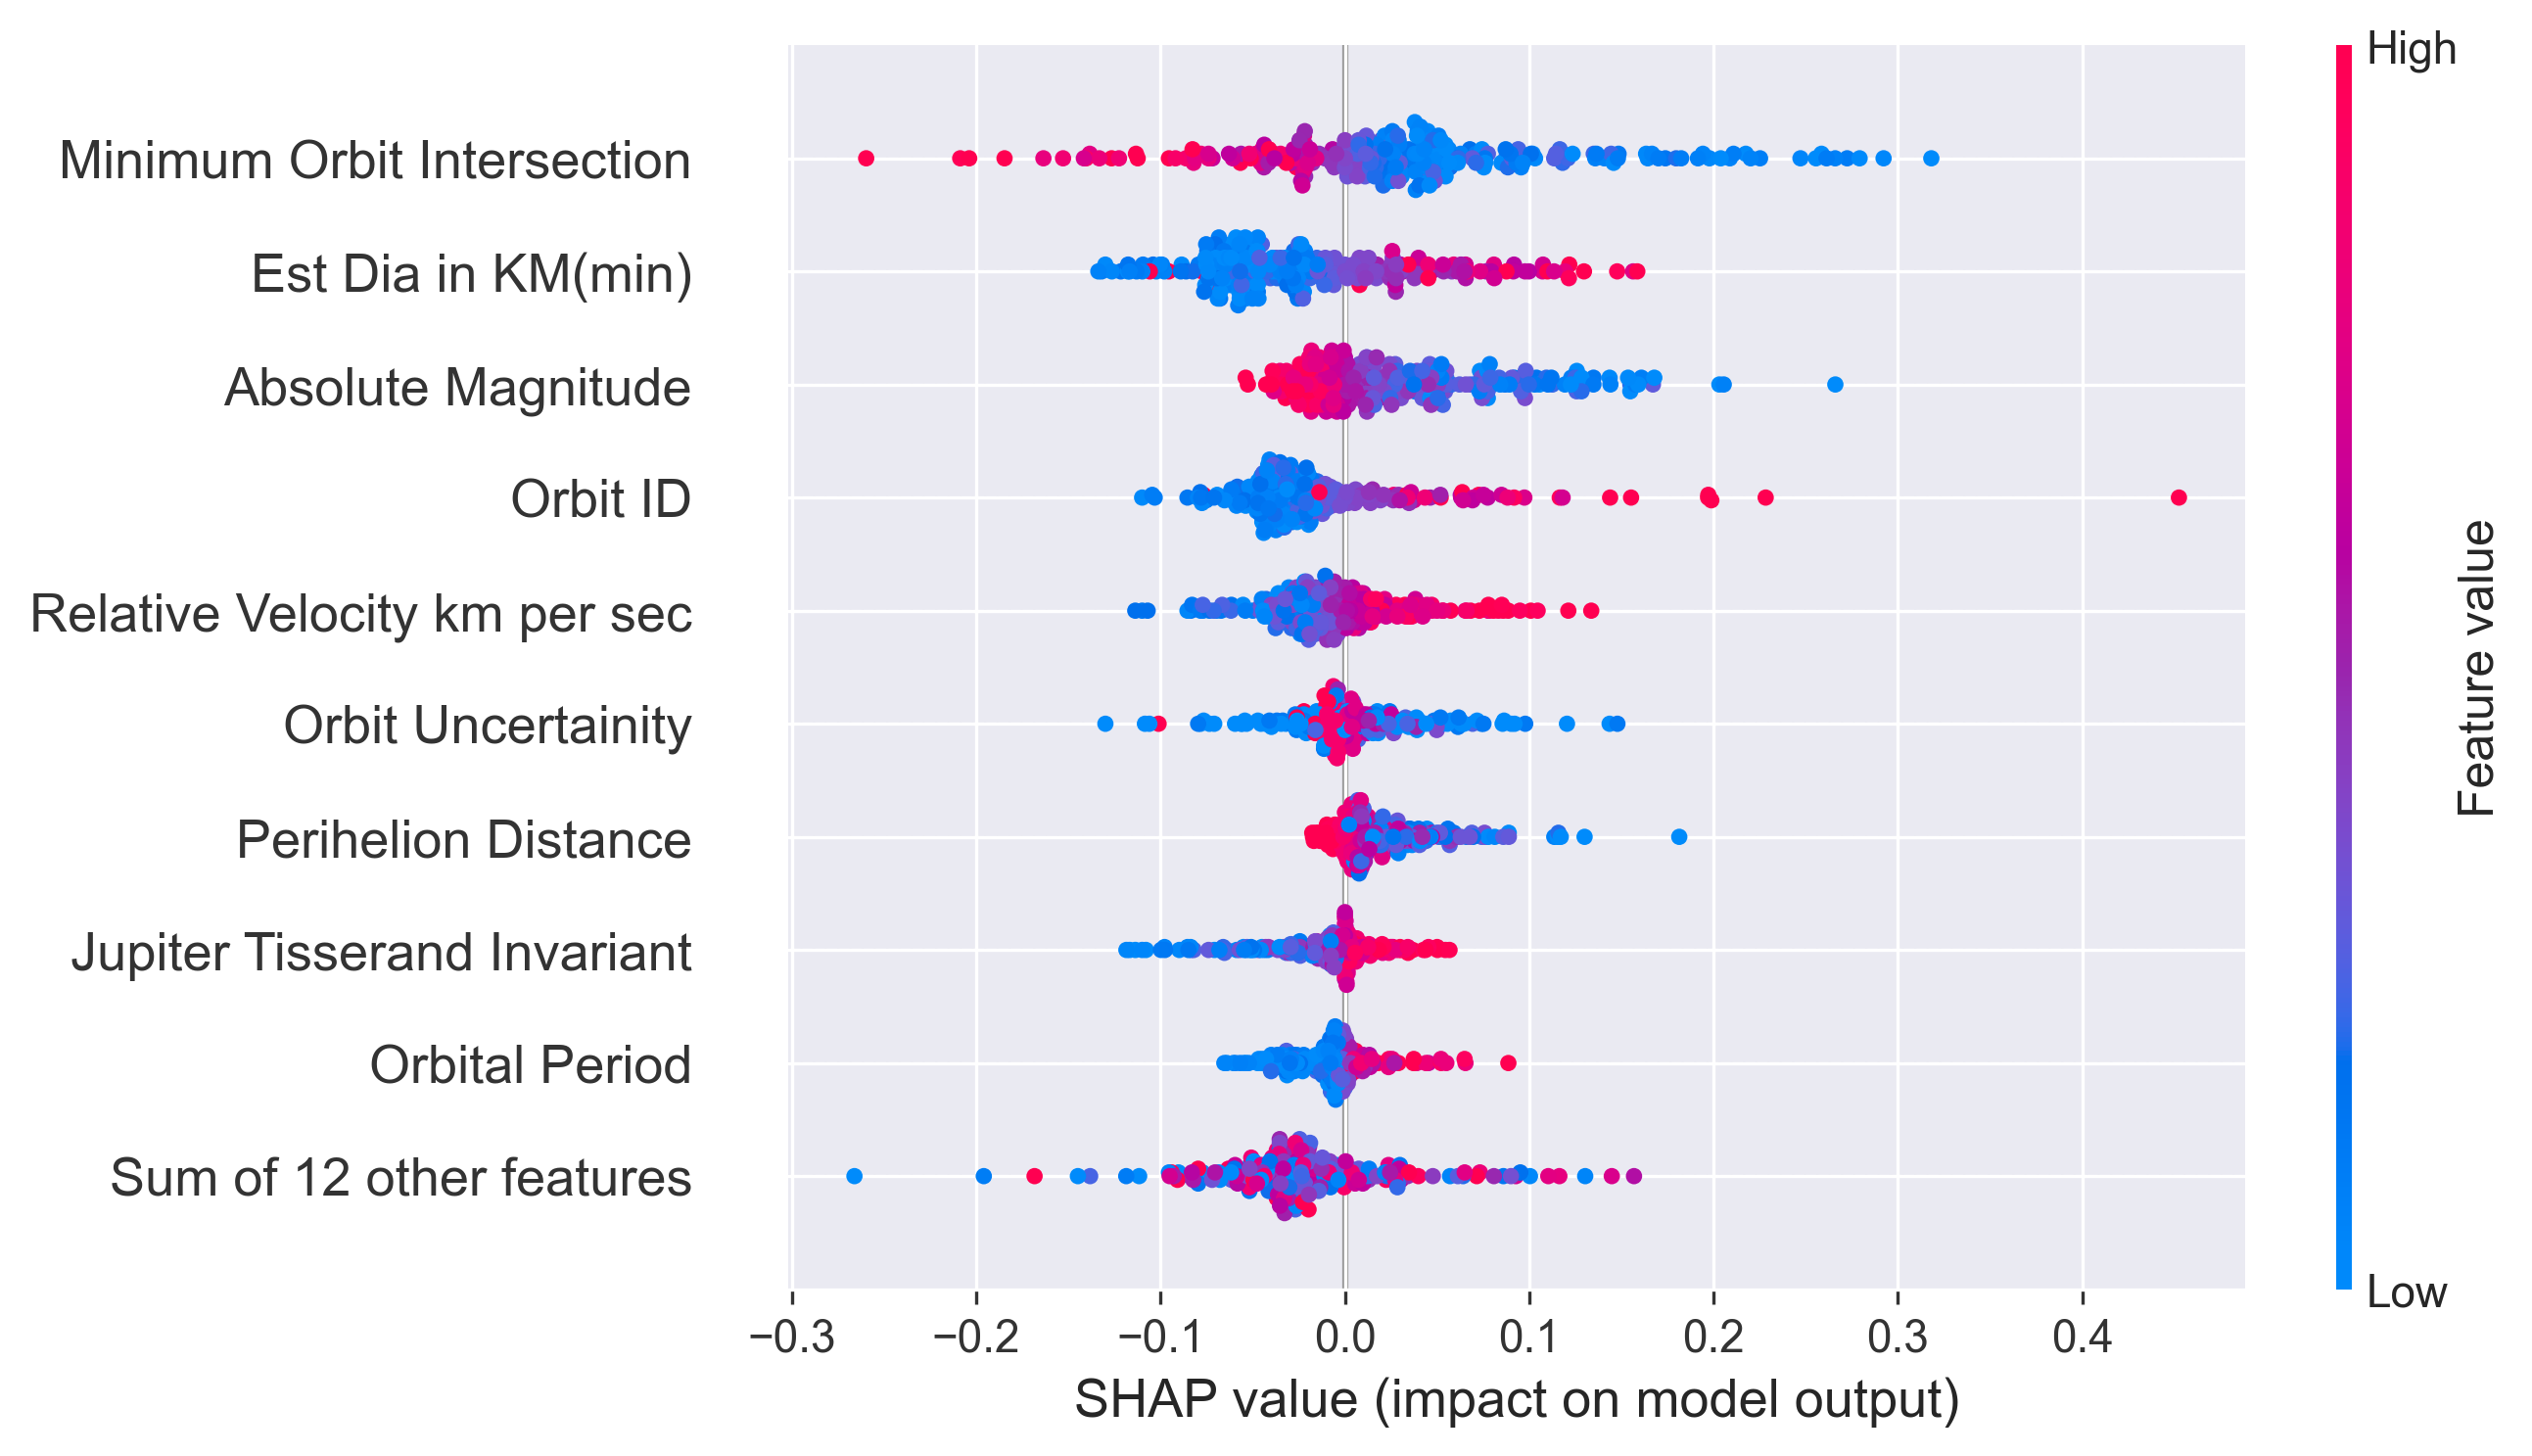 High
Minimum Orbit Intersection
Est Dia in KM(min)
Absolute Magnitude
Orbit ID
Relative Velocity km per sec
Orbit Uncertainity
Perihelion Distance
Jupiter Tisserand Invariant
Orbital Period
Sum of 12 other features
Feature value
Low
−0.3 −0.2 −0.1 0.0 0.1 0.2 0.3 0.4
SHAP value (impact on model output)